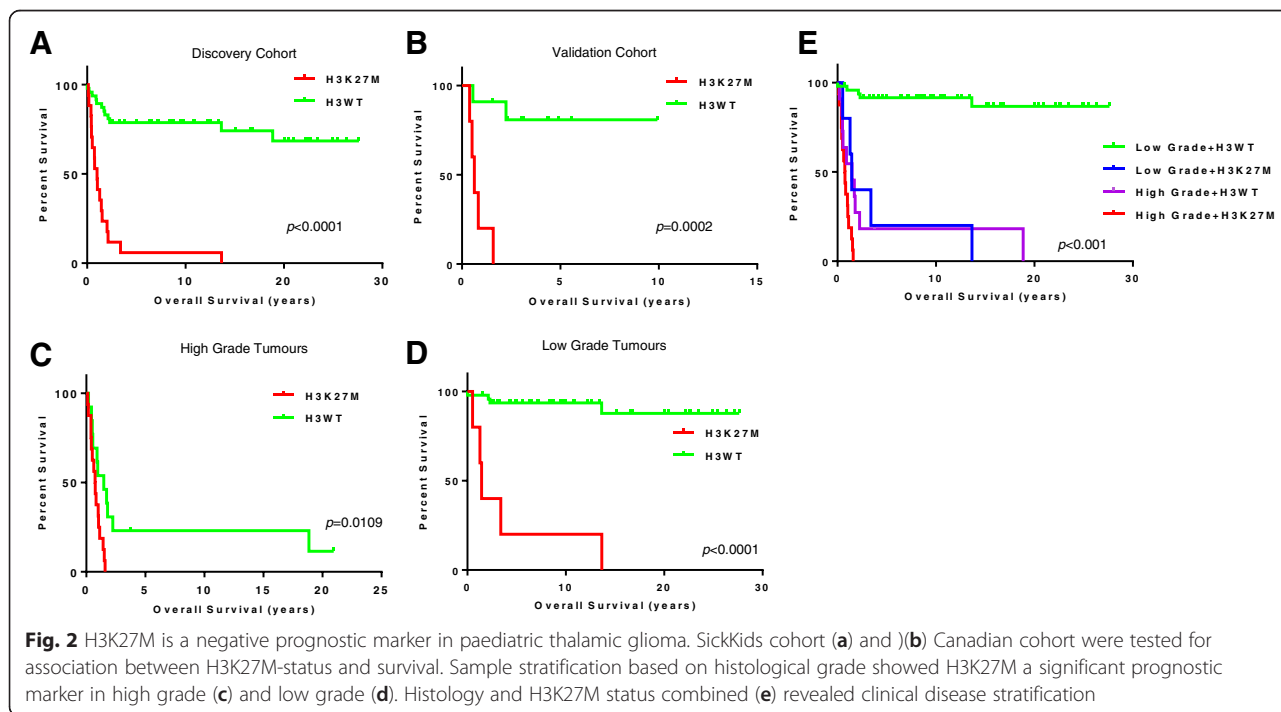 A
Discovery Cohort
H3K27M
H3WT
100
50
0
Percent Survival
p<0.0001
0 10 20 30
Overall Survival (years)
B
Validation Cohort
H3K27M
H3WT
100
50
0
Percent Survival
p=0.0002
0 5 10 15
Overall Survival (years)
E
100
50
0
Percent Survival
Low Grade+H3WT
Low Grade+H3K27M
High Grade+H3WT
High Grade+H3K27M
p<0.001
0 10 20 30
Overall Survival (years)
C
High Grade Tumours
H3K27M
H3WT
100
50
0
Percent Survival
p=0.0109
0 5 10 15 20 25
Overall Survival (years)
D
Low Grade Tumours
H3K27M
H3WT
100
50
0
Percent Survival
p<0.0001
0 10 20 30
Overall Survival (years)
Fig. 2 H3K27M is a negative prognostic marker in paediatric thalamic glioma. SickKids cohort (a) and )(b) Canadian cohort were tested for
association between H3K27M-status and survival. Sample stratification based on histological grade showed H3K27M a significant prognostic
marker in high grade (c) and low grade (d). Histology and H3K27M status combined (e) revealed clinical disease stratification